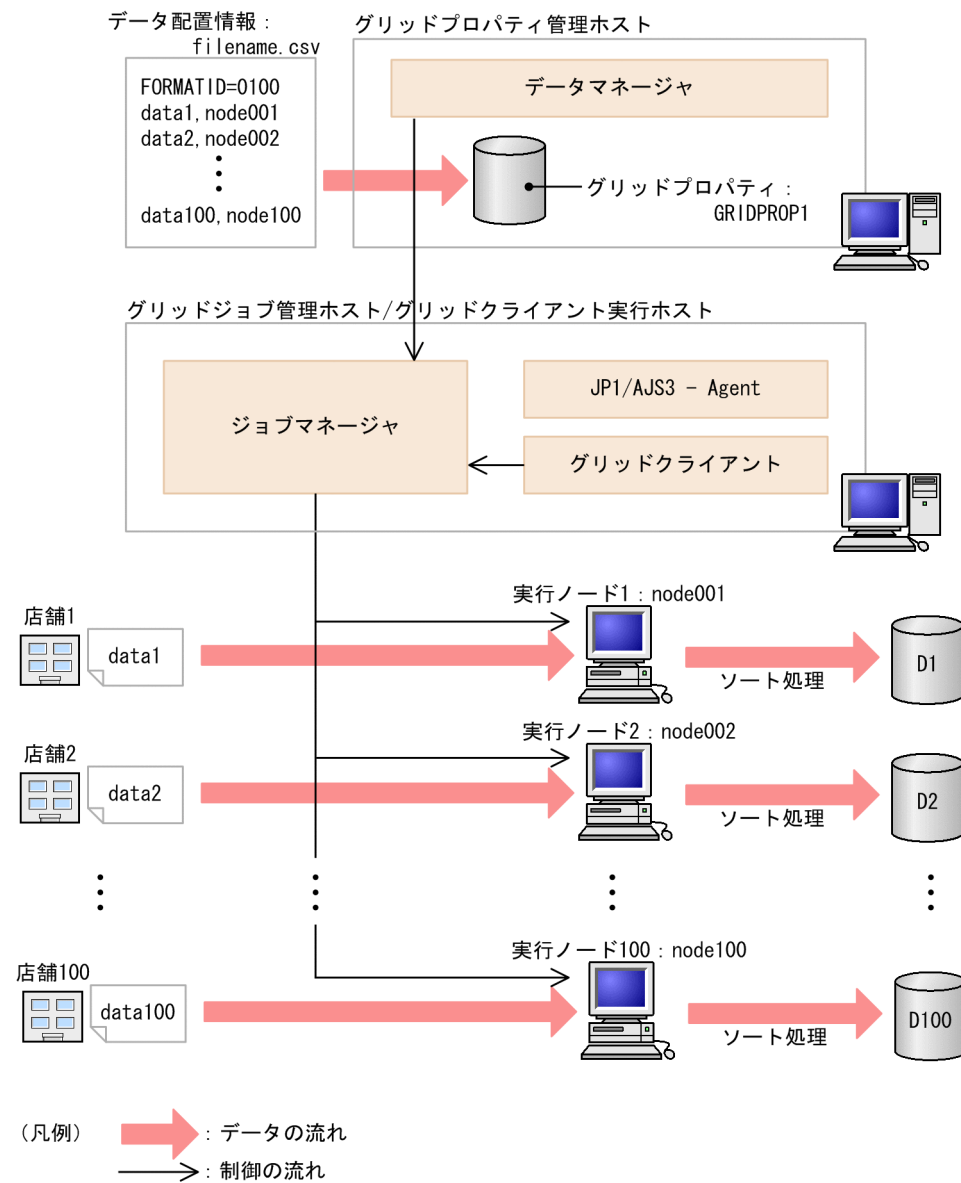 データ配置情報：
filename.csv
FORMATID=0100
data1,node001
data2,node002
data100,node100
グリッドプロパティ管理ホスト
データマネージャ
グリッドプロパティ：
GRIDPROP1
グリッドジョブ管理ホスト/グリッドクライアント実行ホスト
ジョブマネージャ
JP1/AJS3 － Agent
グリッドクライアント
実行ノード1：node001
店舗1
data1
ソート処理
D1
実行ノード2：node002
店舗2
data2
ソート処理
D2
実行ノード100：node100
店舗100
data100
ソート処理
D100
（凡例）
：データの流れ
：制御の流れ